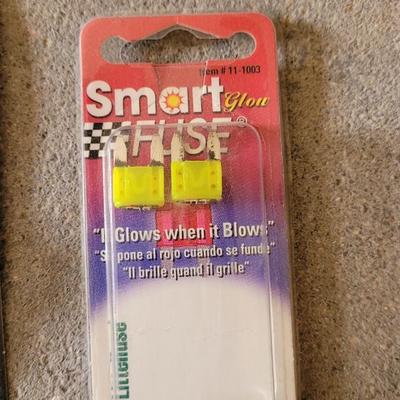 Item # 11-1003
Smart Glow
FUSE®
"It Glows when it Blows"
"Se pone al rojo cuando se funde"
"Il brille quand il grille"
Littelfuse